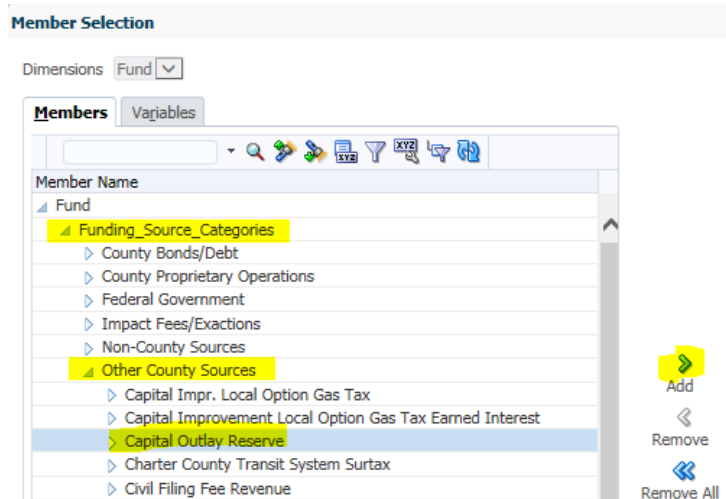 Member Selection
Dimensions Fund
Members Variables
Member Name
Fund
Funding_Source_Categories
County Bonds/Debt
County Proprietary Operations
Federal Government
Impact Fees/Exactions
Non-County Sources
Other County Sources
Capital Impr. Local Option Gas Tax
Capital Improvement Local Option Gas Tax Earned Interest
Capital Outlay Reserve
Charter County Transit System Surtax
Civil Filing Fee Revenue
Add
Remove
Remove All